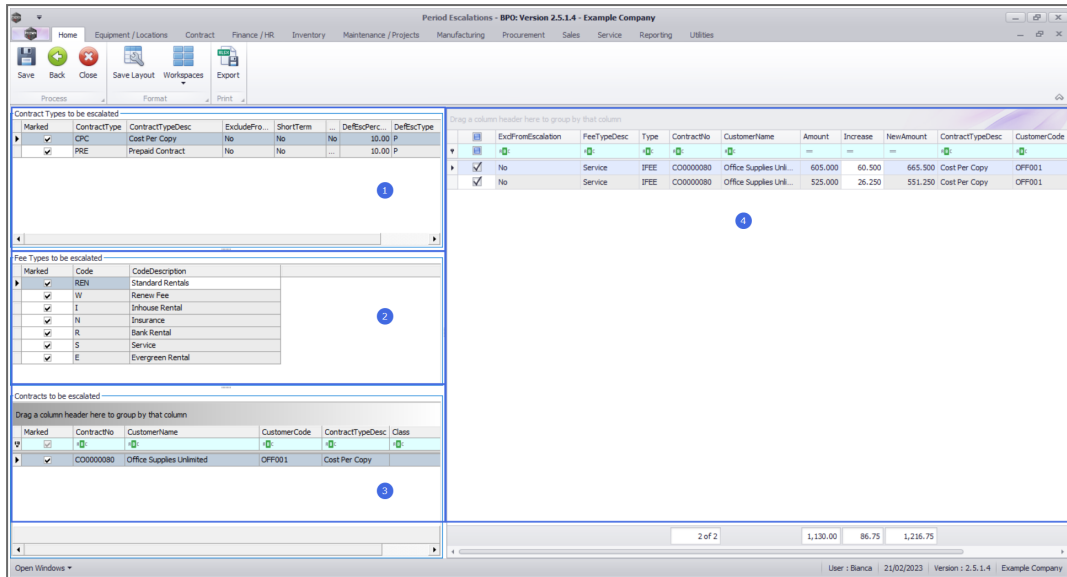 Period Escalations - BPO: Version 2.5.1.4 - Example Company
Home Equipment / Locations Contract Finance / HR Inventory Maintenance / Projects Manufacturing Procurement Sales Service Reporting Utilities
Save Back Close Save Layout Workspaces Export
Process Format Print
Contract Types to be escalated
Marked ContractType ContractTypeDesc ExcludeFro... ShortTerm ... DefEscPerc... DefEscType
CPC Cost Per Copy No No No 10.00 P
PRE Prepaid Contract No No ... 10.00 P
1
Fee Types to be escalated
Marked Code CodeDescription
REN Standard Rentals
W Renew Fee
I Inhouse Rental
N Insurance
R Bank Rental
S Service
E Evergreen Rental
2
Contracts to be escalated
Drag a column header here to group by that column
Marked ContractNo CustomerName CustomerCode ContractTypeDesc Class
CO0000080 Office Supplies Unlimited OFF001 Cost Per Copy
3
Drag a column header here to group by that column
ExclFromEscalation FeeTypeDesc Type ContractNo CustomerName Amount Increase NewAmount ContractTypeDesc CustomerCode
No Service IFEE CO0000080 Office Supplies Unli... 605.000 60.500 665.500 Cost Per Copy OFF001
No Service IFEE CO0000080 Office Supplies Unli... 525.000 26.250 551.250 Cost Per Copy OFF001
4
2 of 2 1,130.00 86.75 1,216.75
Open Windows User : Bianca 21/02/2023 Version : 2.5.1.4 Example Company